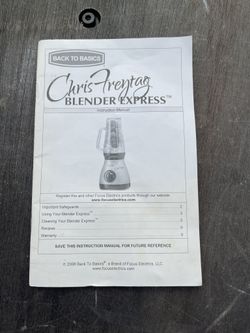 BACK TO BASICS
Chris Freytag
BLENDER EXPRESS™
Instruction Manual
Register this and other Focus Electrics products through our website:
www.focuselectrics.com
Important Safeguards
Using Your Blender Express™
Cleaning Your Blender Express™
Recipes
Warranty
SAVE THIS INSTRUCTION MANUAL FOR FUTURE REFERENCE
© 2008 Back To Basics®, a Brand of Focus Electrics, LLC.
www.focuselectrics.com